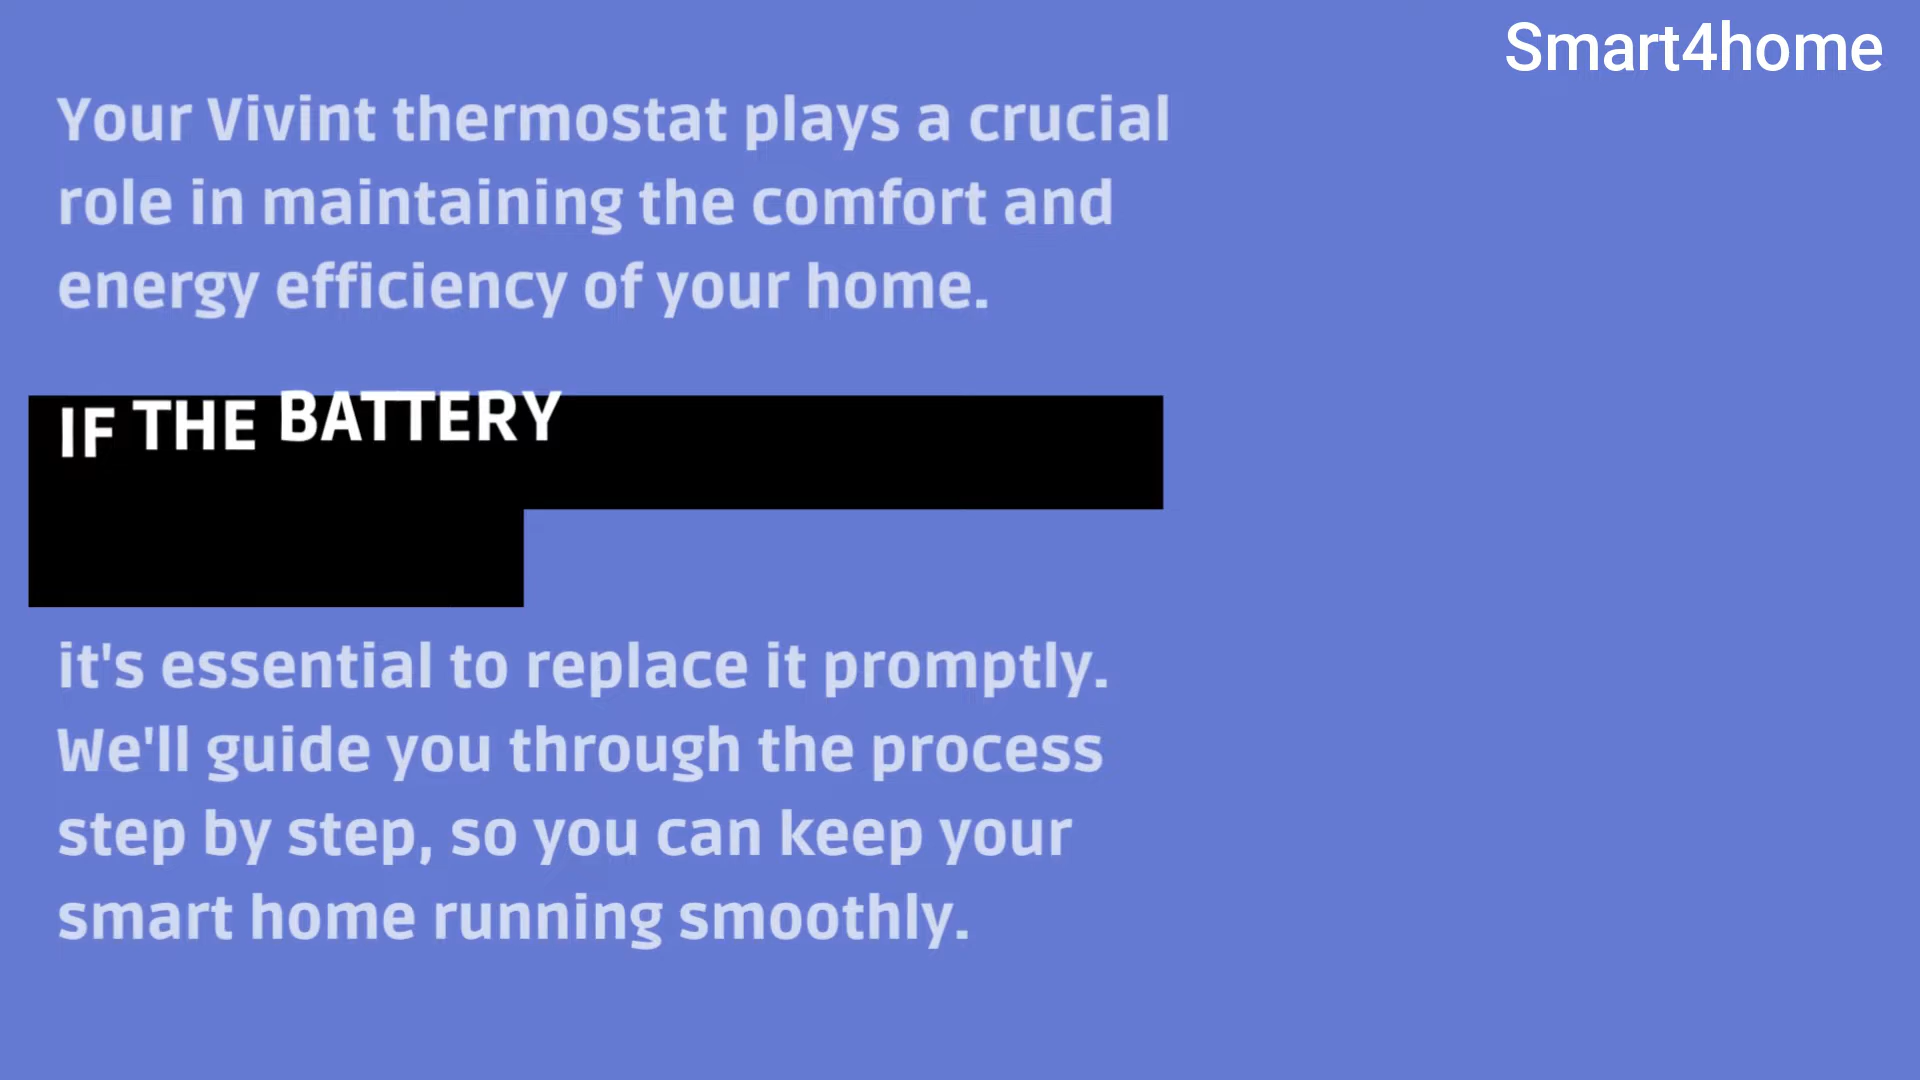 Smart4home
Your Vivint thermostat plays a crucial
role in maintaining the comfort and
energy efficiency of your home.
IF THE BATTERY
it's essential to replace it promptly.
We'll guide you through the process
step by step, so you can keep your
smart home running smoothly.